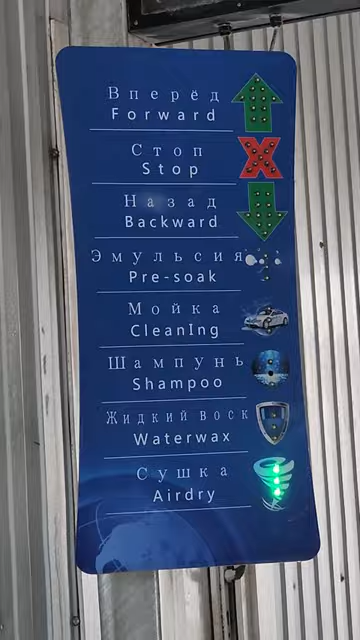 Вперёд
Forward
Стоп
Stop
Назад
Backward
Эмульсия
Pre-soak
Мойка
CleanIng
Шампунь
Shampoo
Жидкий воск
Waterwax
Сушка
Airdry